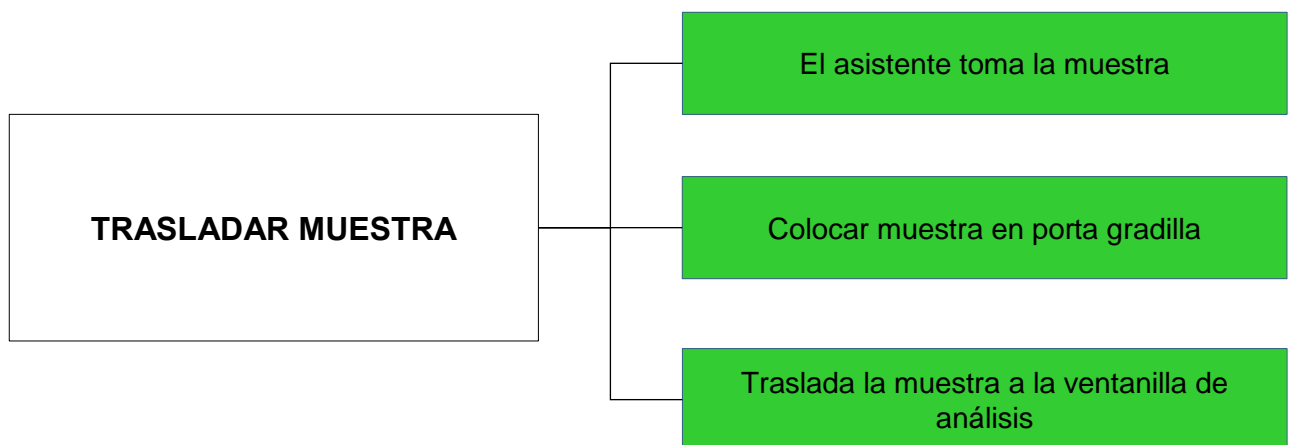 El asistente toma la muestra
TRASLADAR MUESTRA
Colocar muestra en porta gradilla
Traslada la muestra a la ventanilla de
análisis